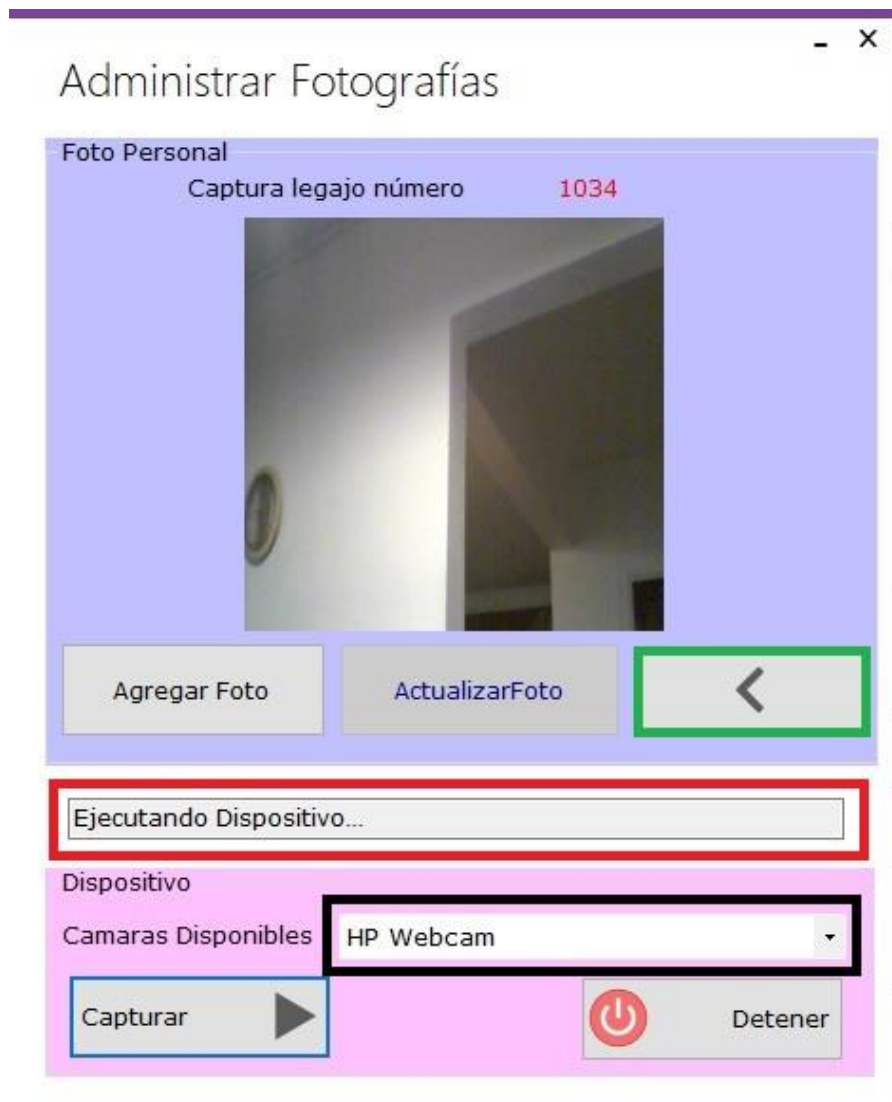 Administrar Fotografías
Foto Personal
Captura legajo número 1034
Agregar Foto ActualizarFoto
Ejecutando Dispositivo...
Dispositivo
Camaras Disponibles HP Webcam
Capturar Detener